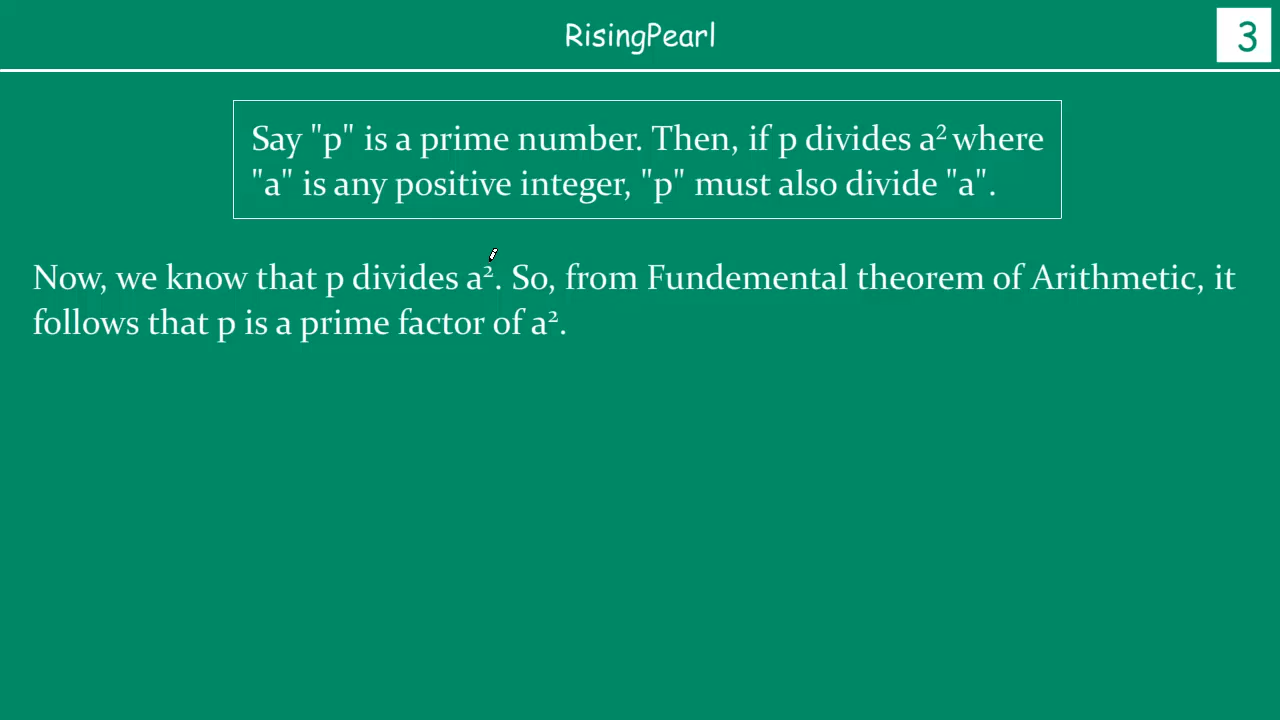 RisingPearl
3
Say "p" is a prime number. Then, if p divides a² where
"a" is any positive integer, "p" must also divide "a".
Now, we know that p divides a². So, from Fundemental theorem of Arithmetic, it
follows that p is a prime factor of a².